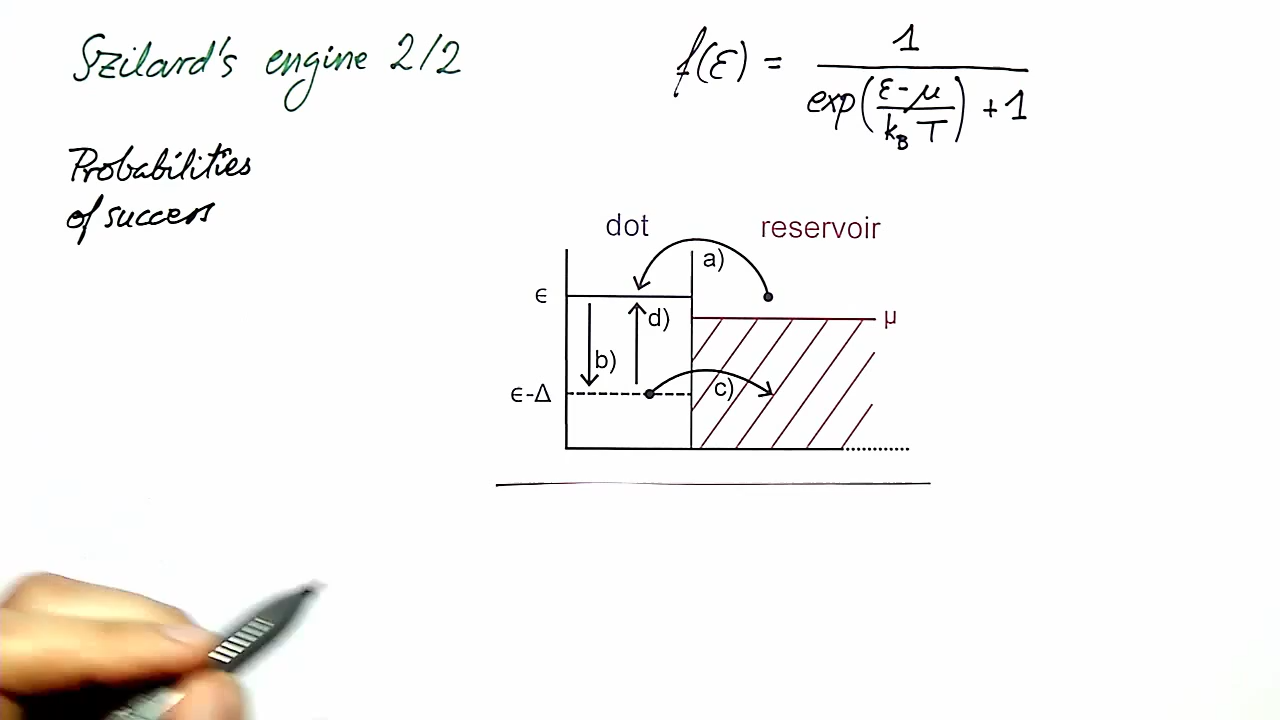 Szilard's engine 2/2
f(ε) = 1 / exp((ε-μ)/(k_B T)) + 1
Probabilities
of success
dot reservoir
a)
ϵ
μ
d)
b)
c)
ϵ-Δ